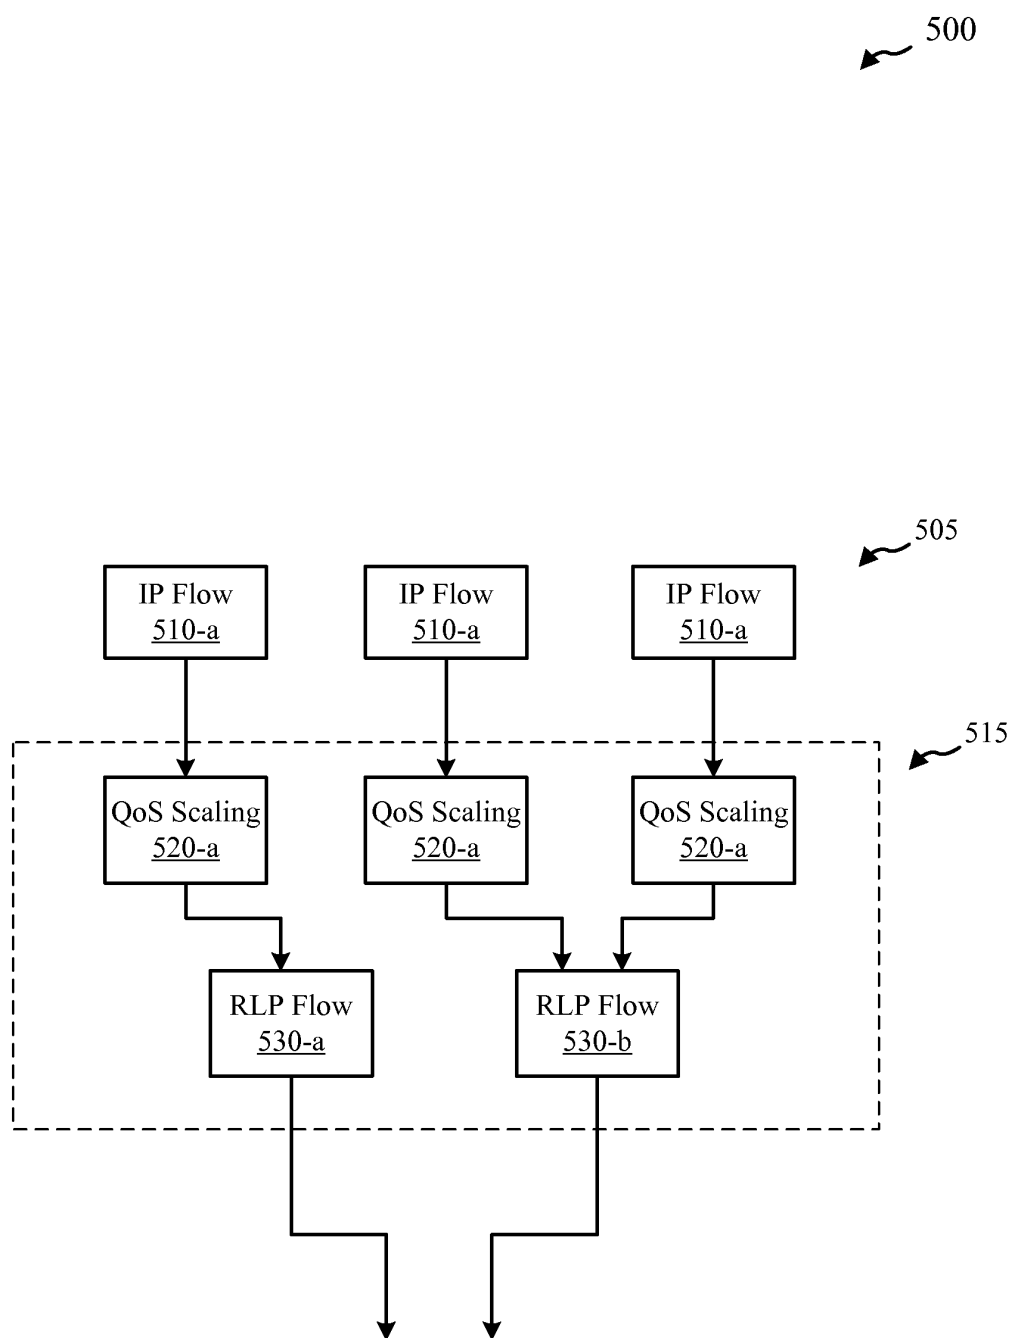 500
505
IP Flow
510-a
IP Flow
510-a
IP Flow
510-a
515
QoS Scaling
520-a
QoS Scaling
520-a
QoS Scaling
520-a
RLP Flow
530-a
RLP Flow
530-b